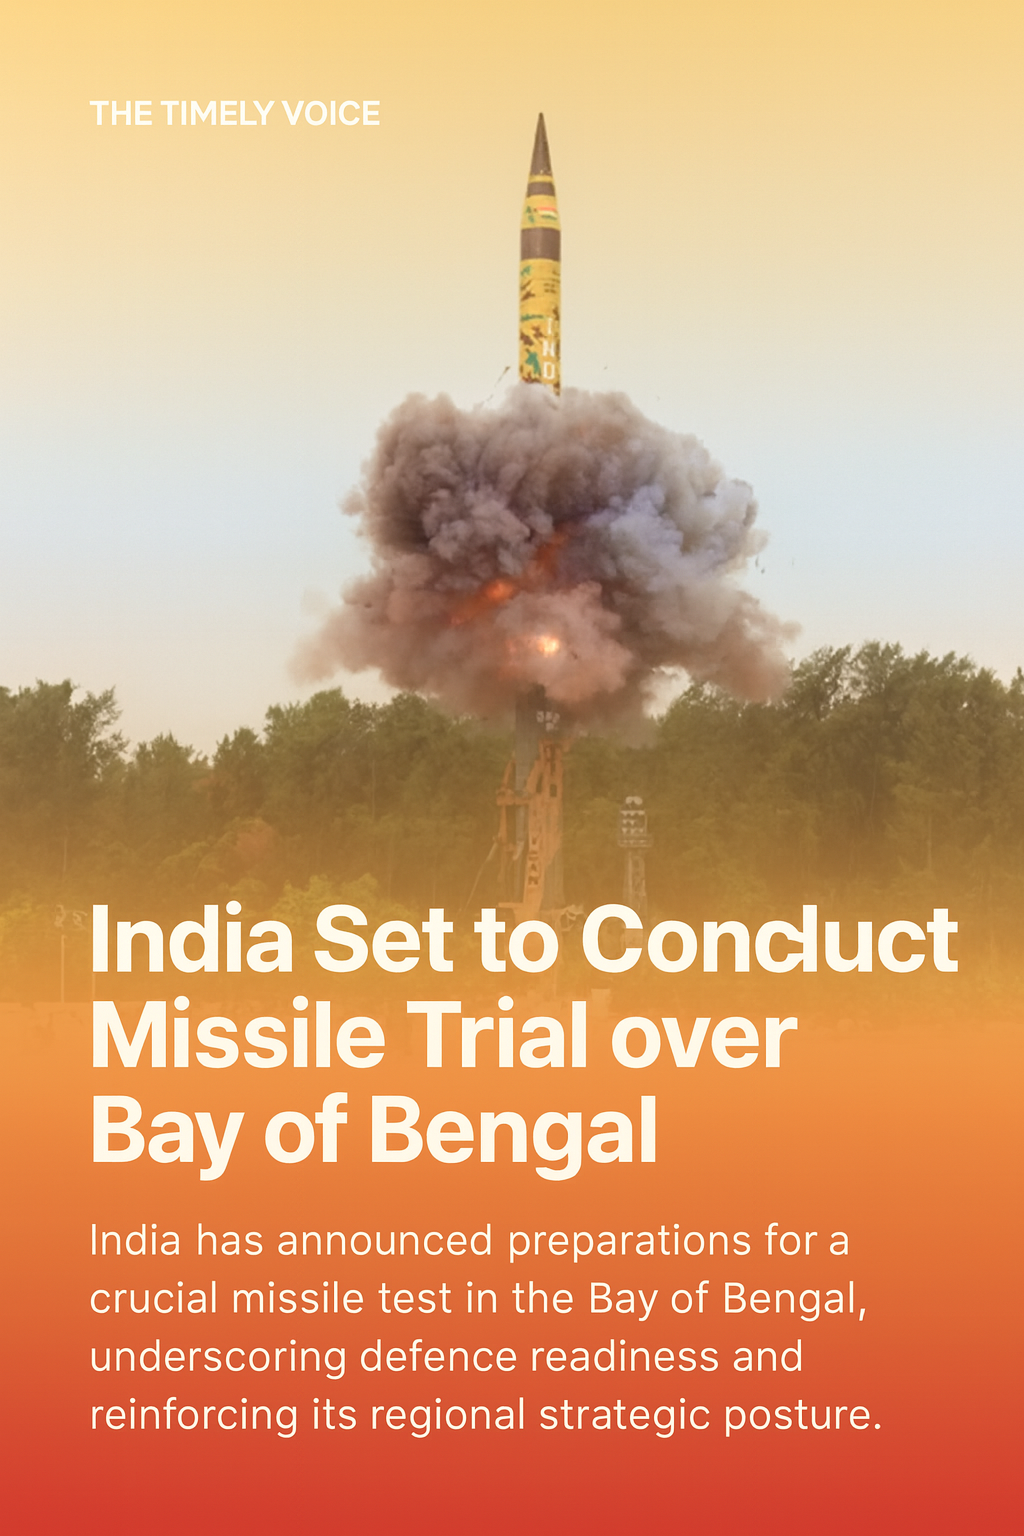 THE TIMELY VOICE
IND
India Set to Conduct
Missile Trial over
Bay of Bengal
India has announced preparations for a
crucial missile test in the Bay of Bengal,
underscoring defence readiness and
reinforcing its regional strategic posture.